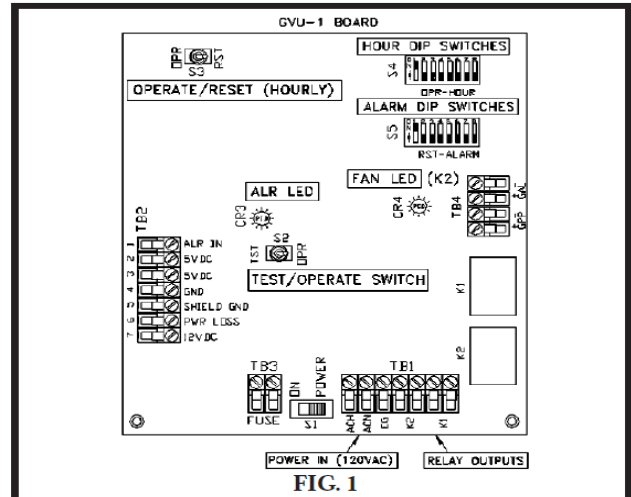 GVU-1 BOARD
OPR
RST
S3
OPERATE/RESET (HOURLY)
HOUR DIP SWITCHES
S4
OPR-HOUR
ALARM DIP SWITCHES
S5
RST-ALARM
ALR LED
CR3
FAN LED (K2)
CR4
TB4
GAL
GPP
TB2
1 ALR IN
2 5VDC
3 5VDC
4 GND
5 SHIELD GND
6 PWR LOSS
7 12VDC
S2
TST
OPR
TEST/OPERATE SWITCH
K1
K2
TB3
FUSE
ON
POWER
S1
TB1
ACH
ACN
EG
K2
K1
POWER IN (120VAC)
RELAY OUTPUTS
FIG. 1